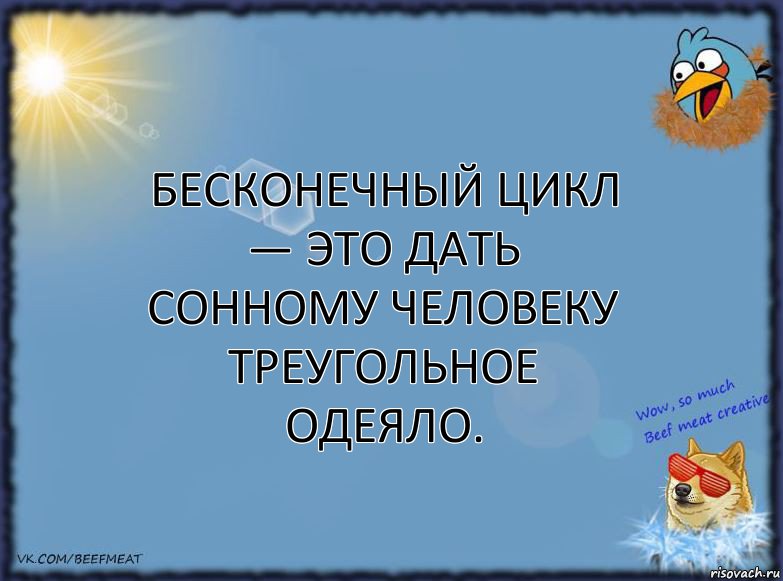 БЕСКОНЕЧНЫЙ ЦИКЛ
— ЭТО ДАТЬ
СОННОМУ ЧЕЛОВЕКУ
ТРЕУГОЛЬНОЕ
ОДЕЯЛО.
Wow, so much
Beef meat creative
VK.COM/BEEFMEAT
risovach.ru